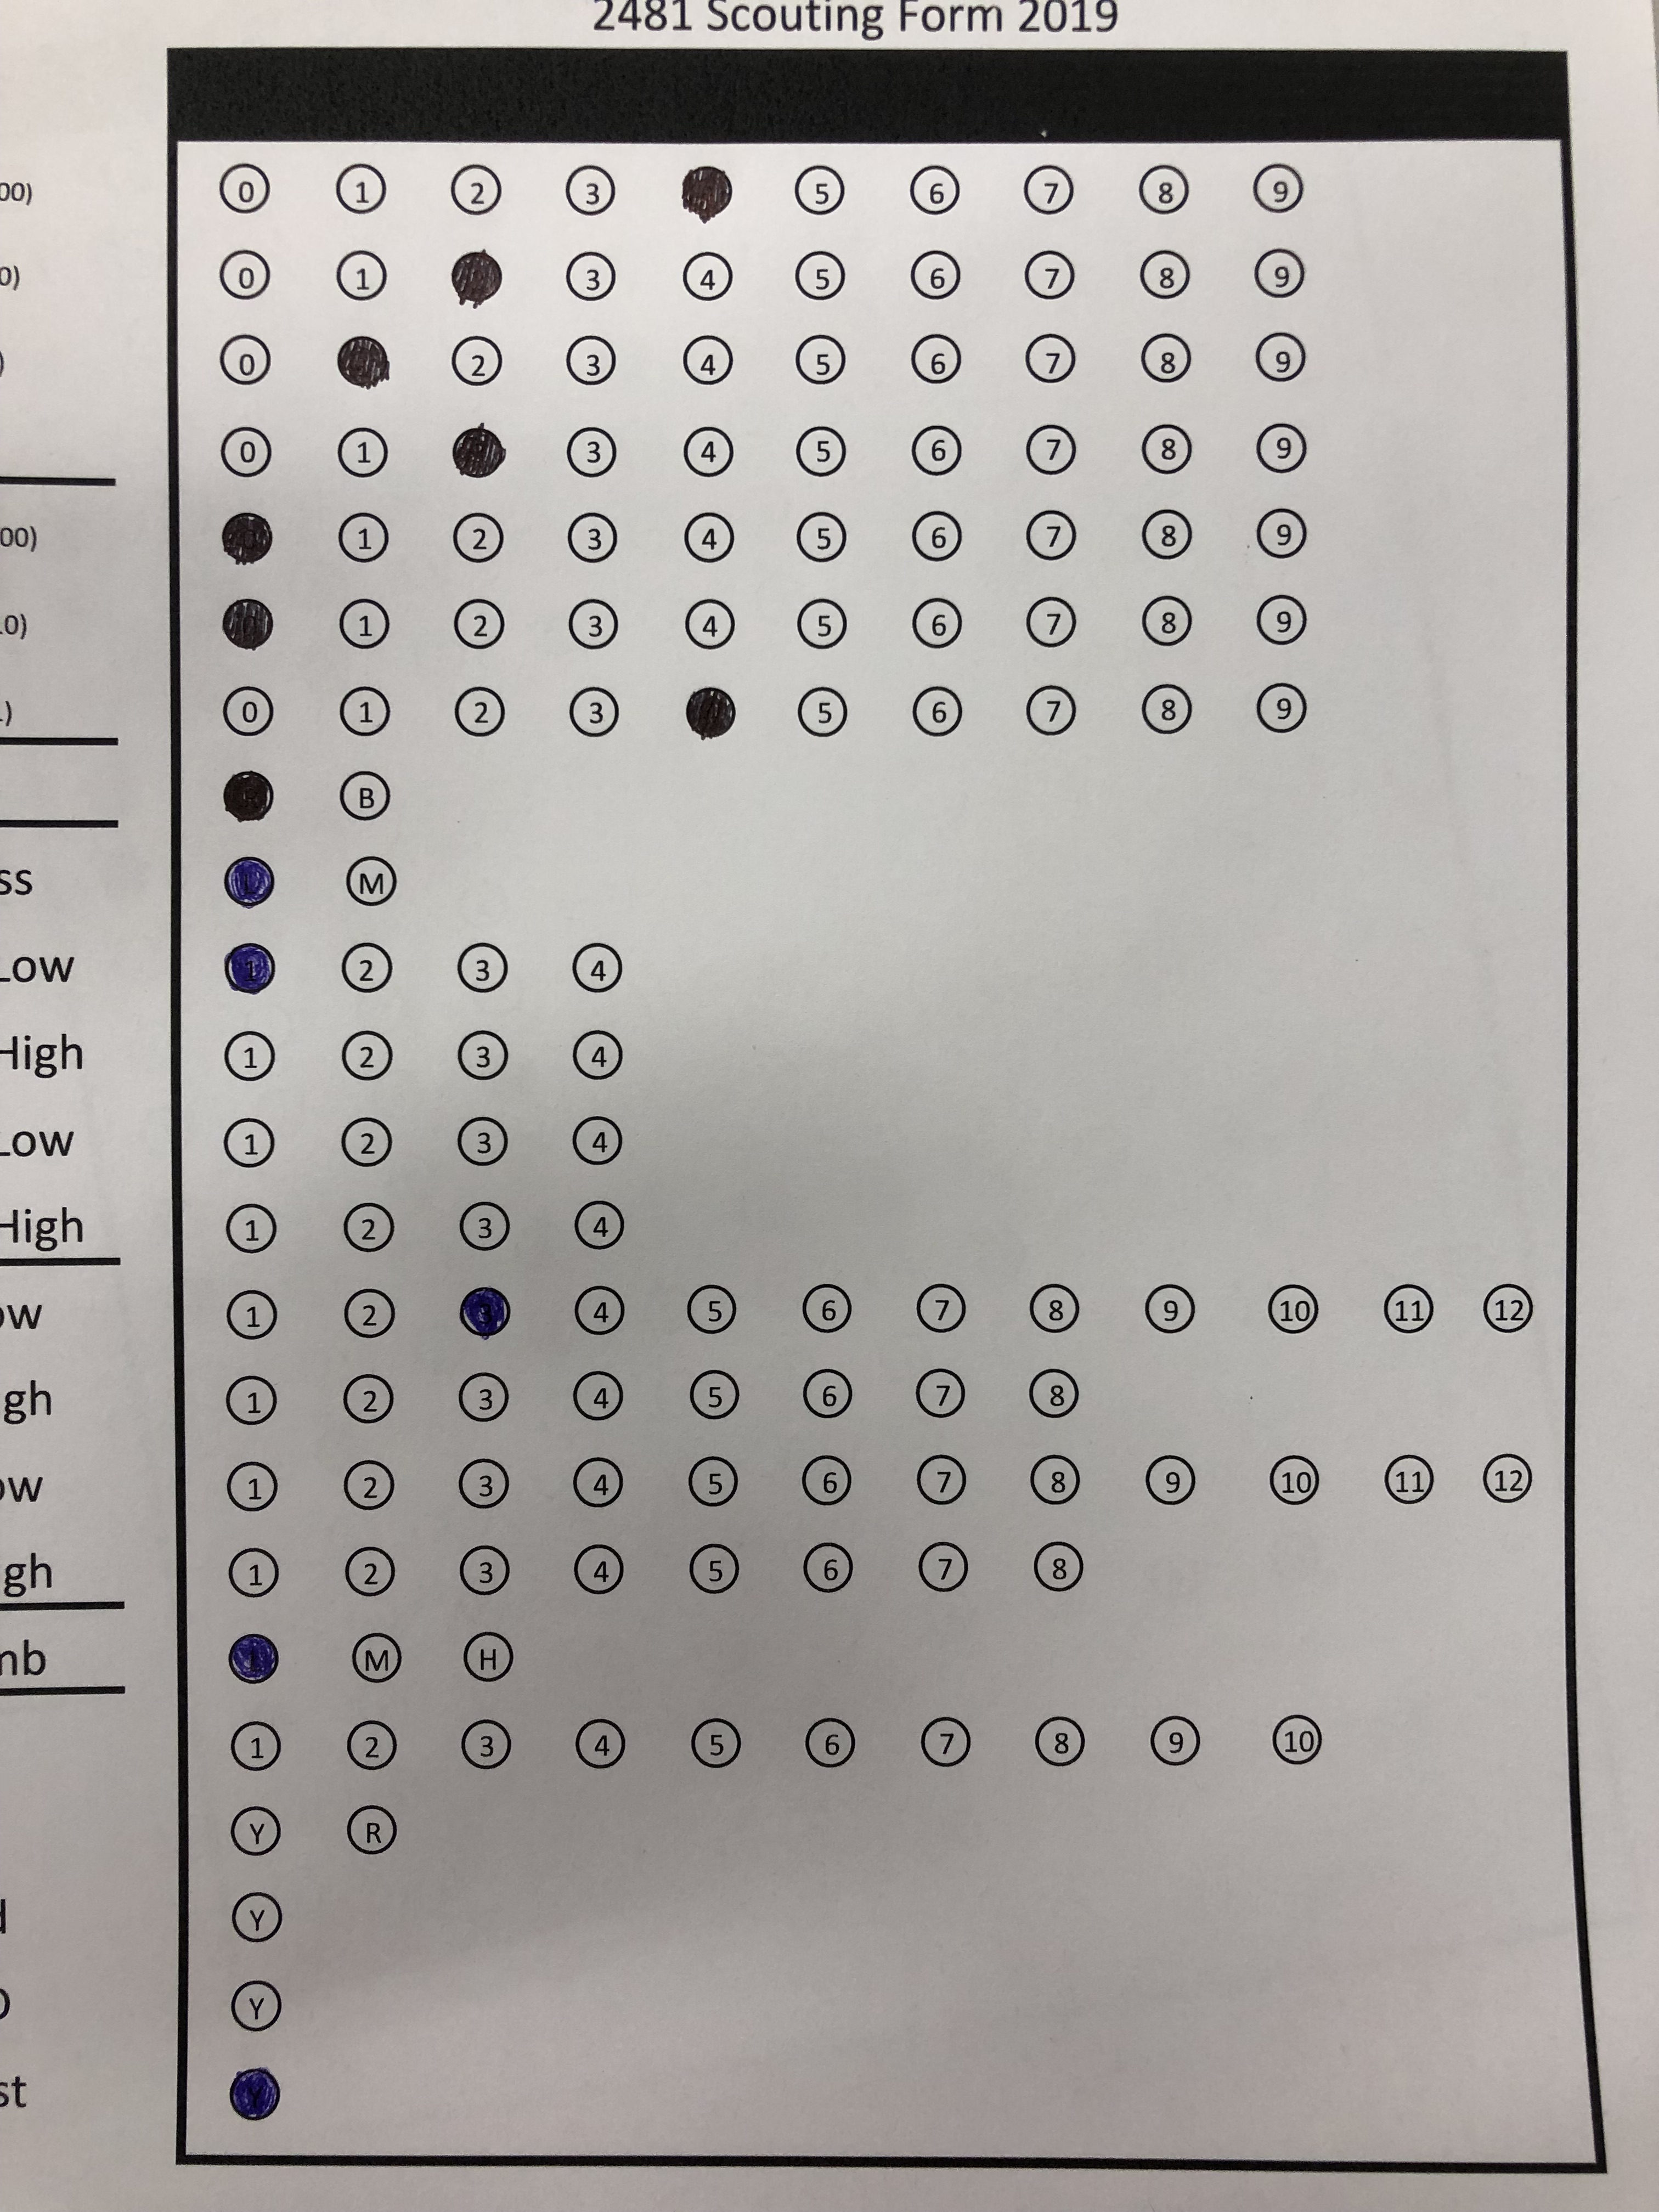 2481 Scouting Form 2019
00) 0 1 2 3 5 6 7 8 9
0) 0 1 3 4 5 6 7 8 9
) 0 2 3 4 5 6 7 8 9
0 1 3 4 5 6 7 8 9
00) 1 2 3 4 5 6 7 8 9
.0) 1 2 3 4 5 6 7 8 9
.) 0 1 2 3 5 6 7 8 9
B
ss L M
Low 1 2 3 4
High 1 2 3 4
Low 1 2 3 4
High 1 2 3 4
ow 1 2 3 4 5 6 7 8 9 10 11 12
gh 1 2 3 4 5 6 7 8
ow 1 2 3 4 5 6 7 8 9 10 11 12
gh 1 2 3 4 5 6 7 8
mb L M H
1 2 3 4 5 6 7 8 9 10
Y R
d Y
Y
st Y